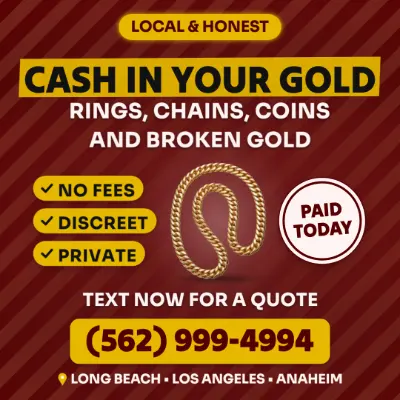 LOCAL & HONEST
CASH IN YOUR GOLD
RINGS, CHAINS, COINS
AND BROKEN GOLD
✓ NO FEES
✓ DISCREET
✓ PRIVATE
PAID
TODAY
TEXT NOW FOR A QUOTE
(562) 999-4994
LONG BEACH • LOS ANGELES • ANAHEIM